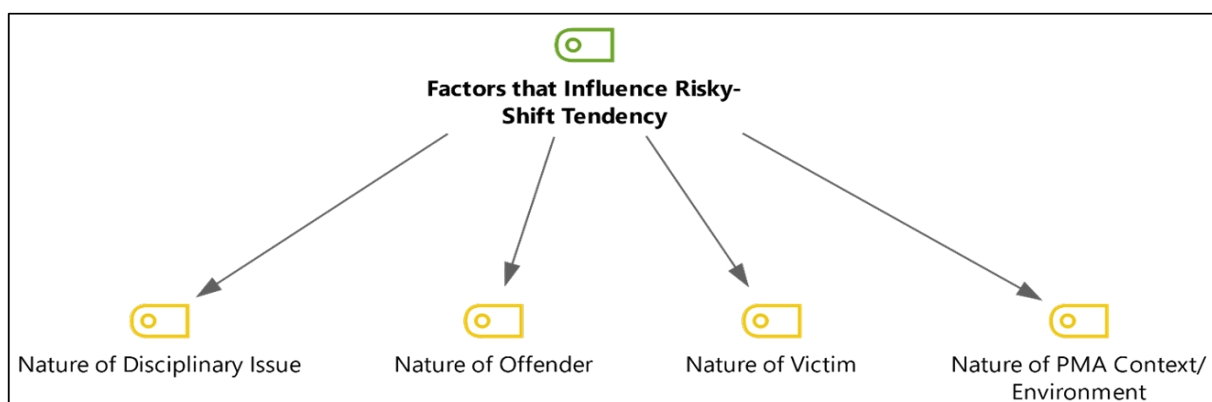 Factors that Influence Risky-
Shift Tendency
Nature of Disciplinary Issue
Nature of Offender
Nature of Victim
Nature of PMA Context/
Environment